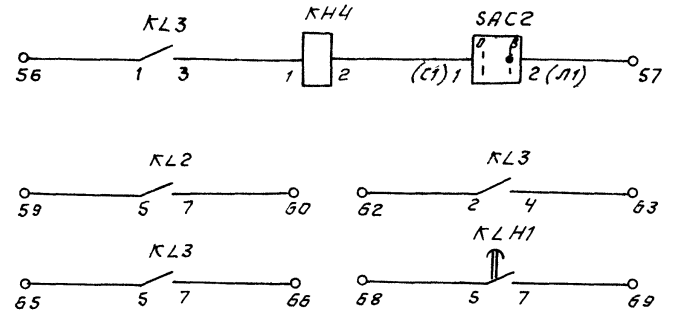 KL3 KH4 SAC2
0 B
56 1 3 1 2 (С1) 1 2 (Л1) 57
KL2 KL3
59 5 7 60 62 2 4 63
KL3 KLH1
65 5 7 66 68 5 7 69